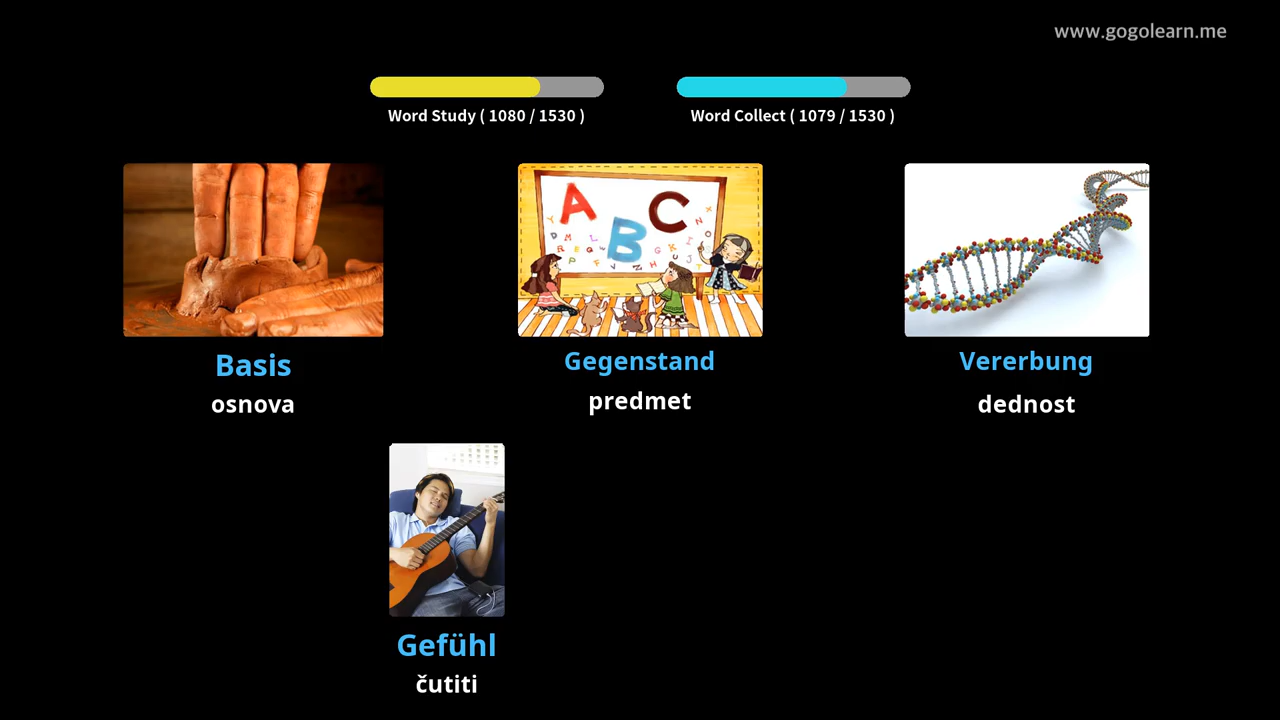 www.gogolearn.me
Word Study ( 1080 / 1530 )
Word Collect ( 1079 / 1530 )
A B C
Basis
osnova
Gegenstand
predmet
Vererbung
dednost
Gefühl
čutiti